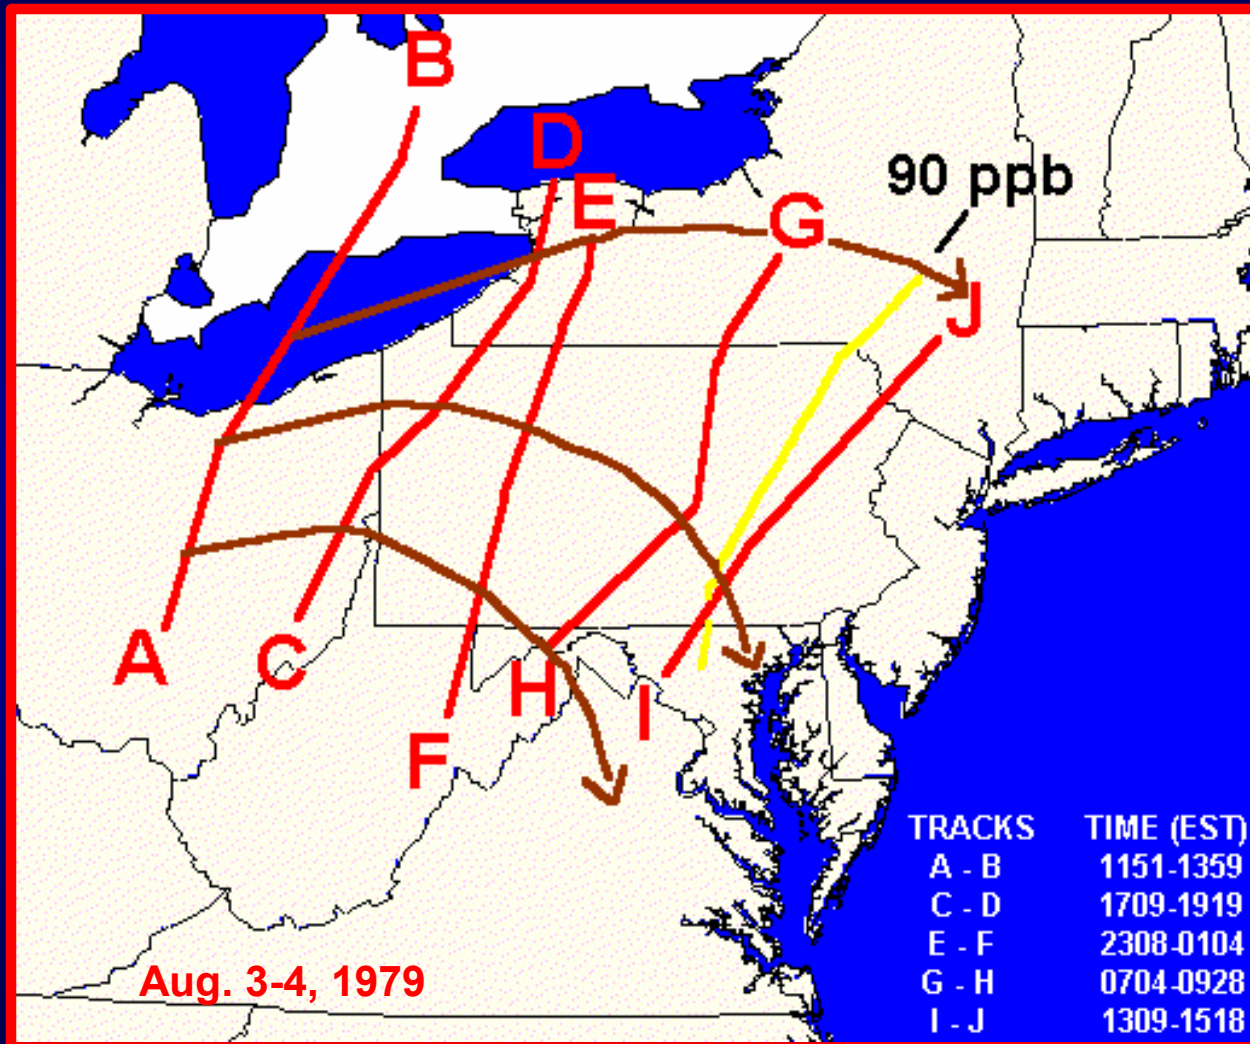 B
D
E
90 ppb
G
J
A
C
H
I
F
TRACKS TIME (EST)
A - B 1151-1359
C - D 1709-1919
E - F 2308-0104
G - H 0704-0928
I - J 1309-1518
Aug. 3-4, 1979